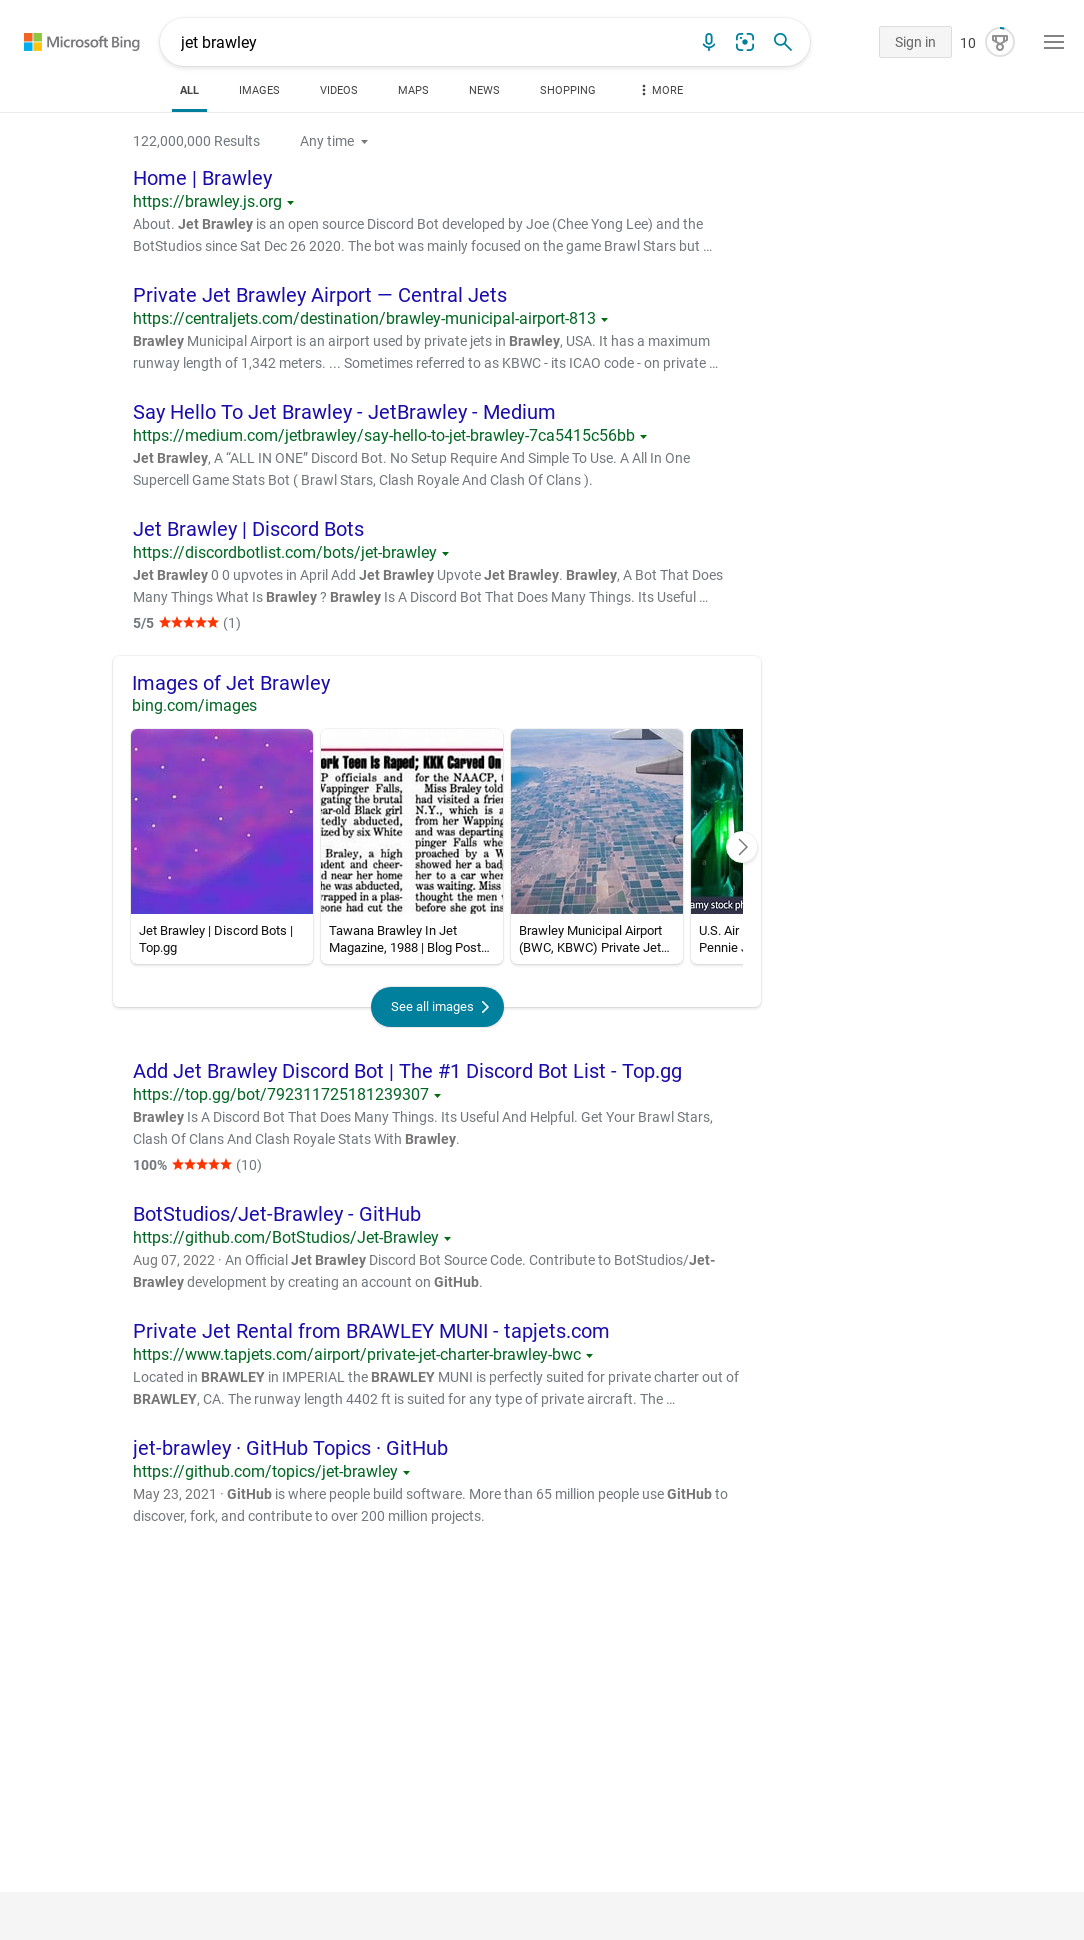 Microsoft Bing
jet brawley
Sign in
10
ALL
IMAGES
VIDEOS
MAPS
NEWS
SHOPPING
MORE
122,000,000 Results
Any time
Home | Brawley
https://brawley.js.org
About. Jet Brawley is an open source Discord Bot developed by Joe (Chee Yong Lee) and the
BotStudios since Sat Dec 26 2020. The bot was mainly focused on the game Brawl Stars but ...
Private Jet Brawley Airport — Central Jets
https://centraljets.com/destination/brawley-municipal-airport-813
Brawley Municipal Airport is an airport used by private jets in Brawley, USA. It has a maximum
runway length of 1,342 meters. ... Sometimes referred to as KBWC - its ICAO code - on private ...
Say Hello To Jet Brawley - JetBrawley - Medium
https://medium.com/jetbrawley/say-hello-to-jet-brawley-7ca5415c56bb
Jet Brawley, A “ALL IN ONE” Discord Bot. No Setup Require And Simple To Use. A All In One
Supercell Game Stats Bot ( Brawl Stars, Clash Royale And Clash Of Clans ).
Jet Brawley | Discord Bots
https://discordbotlist.com/bots/jet-brawley
Jet Brawley 0 0 upvotes in April Add Jet Brawley Upvote Jet Brawley. Brawley, A Bot That Does
Many Things What Is Brawley ? Brawley Is A Discord Bot That Does Many Things. Its Useful ...
5/5 ★★★★★ (1)
Images of Jet Brawley
bing.com/images
ork Teen Is Raped; KKK Carved On
P officials and
Wappinger Falls,
gating the brutal
ear-old Black girl
tedly abducted,
ized by six White
Braley, a high
dent and cheer-
d near her home
he was abducted,
rapped in a plas-
eone had cut the
for the NAACP, t
Miss Braley told
had visited a frien
N.Y., which is a
from her Wapping
and was departing
pinger Falls whe
proached by a W
showed her a bad
her to a car where
was waiting. Miss
thought the men w
before she got ins
amy stock ph
Jet Brawley | Discord Bots |
Top.gg
Tawana Brawley In Jet
Magazine, 1988 | Blog Post...
Brawley Municipal Airport
(BWC, KBWC) Private Jet...
U.S. Air
Pennie J
See all images
Add Jet Brawley Discord Bot | The #1 Discord Bot List - Top.gg
https://top.gg/bot/792311725181239307
Brawley Is A Discord Bot That Does Many Things. Its Useful And Helpful. Get Your Brawl Stars,
Clash Of Clans And Clash Royale Stats With Brawley.
100% ★★★★★ (10)
BotStudios/Jet-Brawley - GitHub
https://github.com/BotStudios/Jet-Brawley
Aug 07, 2022 · An Official Jet Brawley Discord Bot Source Code. Contribute to BotStudios/Jet-
Brawley development by creating an account on GitHub.
Private Jet Rental from BRAWLEY MUNI - tapjets.com
https://www.tapjets.com/airport/private-jet-charter-brawley-bwc
Located in BRAWLEY in IMPERIAL the BRAWLEY MUNI is perfectly suited for private charter out of
BRAWLEY, CA. The runway length 4402 ft is suited for any type of private aircraft. The ...
jet-brawley · GitHub Topics · GitHub
https://github.com/topics/jet-brawley
May 23, 2021 · GitHub is where people build software. More than 65 million people use GitHub to
discover, fork, and contribute to over 200 million projects.